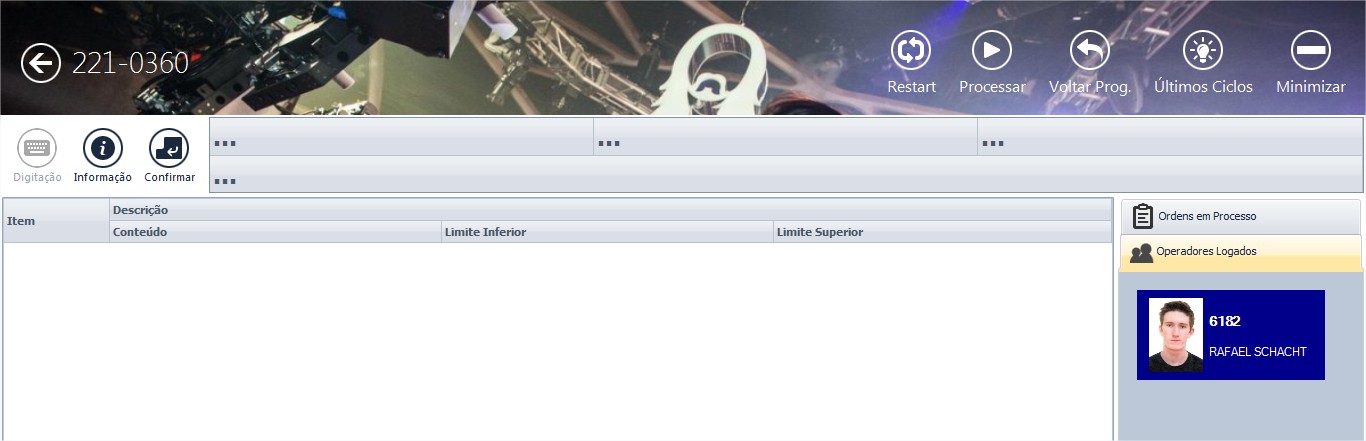 221-0360
Restart
Processar
Voltar Prog.
Últimos Ciclos
Minimizar
Digitação
Informação
Confirmar
...
...
...
...
Item
Descrição
Conteúdo
Limite Inferior
Limite Superior
Ordens em Processo
Operadores Logados
6182
RAFAEL SCHACHT